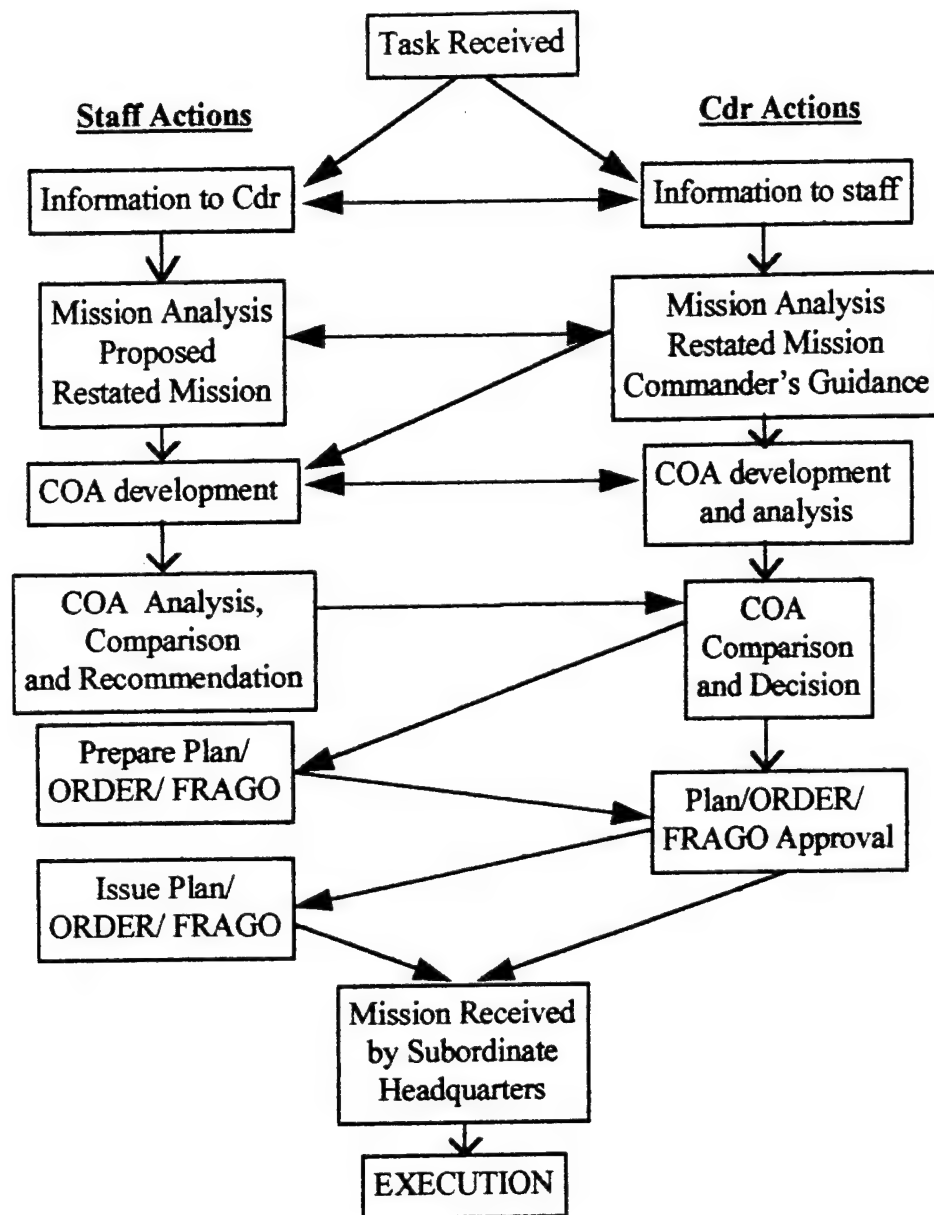 Task Received
Staff Actions
Cdr Actions
Information to Cdr
Information to staff
Mission Analysis
Proposed
Restated Mission
Mission Analysis
Restated Mission
Commander's Guidance
COA development
COA development
and analysis
COA Analysis,
Comparison
and Recommendation
COA
Comparison
and Decision
Prepare Plan/
ORDER/ FRAGO
Plan/ORDER/
FRAGO Approval
Issue Plan/
ORDER/ FRAGO
Mission Received
by Subordinate
Headquarters
EXECUTION